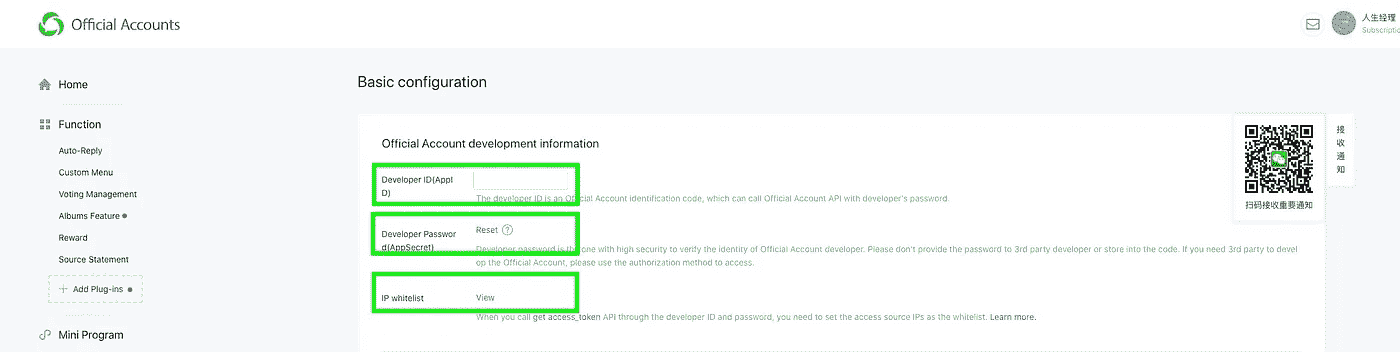 Official Accounts
人生经理
Subscriptio
Home
Basic configuration
Function
Official Account development information
Auto-Reply
Custom Menu
Voting Management
Albums Feature
Reward
Source Statement
Add Plug-ins
Mini Program
Developer ID(AppI
D)
The developer ID is an Official Account identification code, which can call Official Account API with developer's password.
Developer Passwor
d(AppSecret)
Reset ?
Developer password is the one with high security to verify the identity of Official Account developer. Please don't provide the password to 3rd party developer or store into the code. If you need 3rd party to devel
op the Official Account, please use the authorization method to access.
IP whitelist
View
When you call get access_token API through the developer ID and password, you need to set the access source IPs as the whitelist. Learn more.
扫码接收重要通知
接
收
通
知